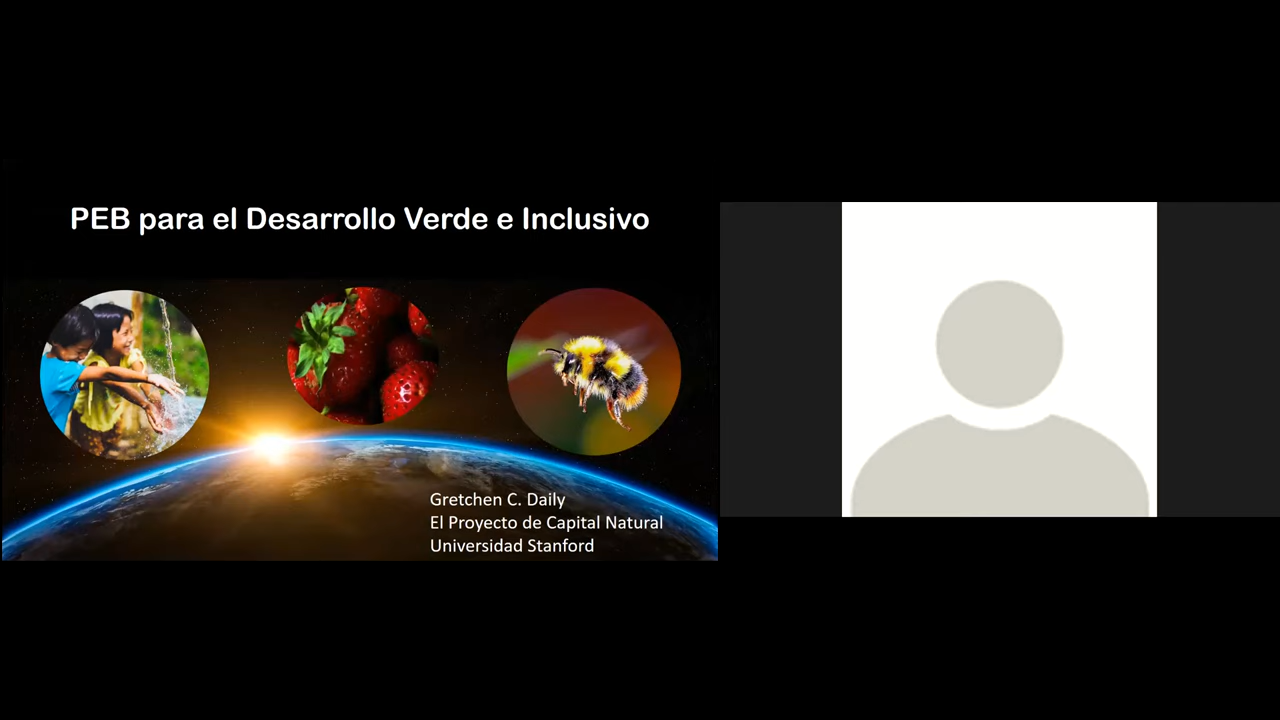 PEB para el Desarrollo Verde e Inclusivo
Gretchen C. Daily
El Proyecto de Capital Natural
Universidad Stanford